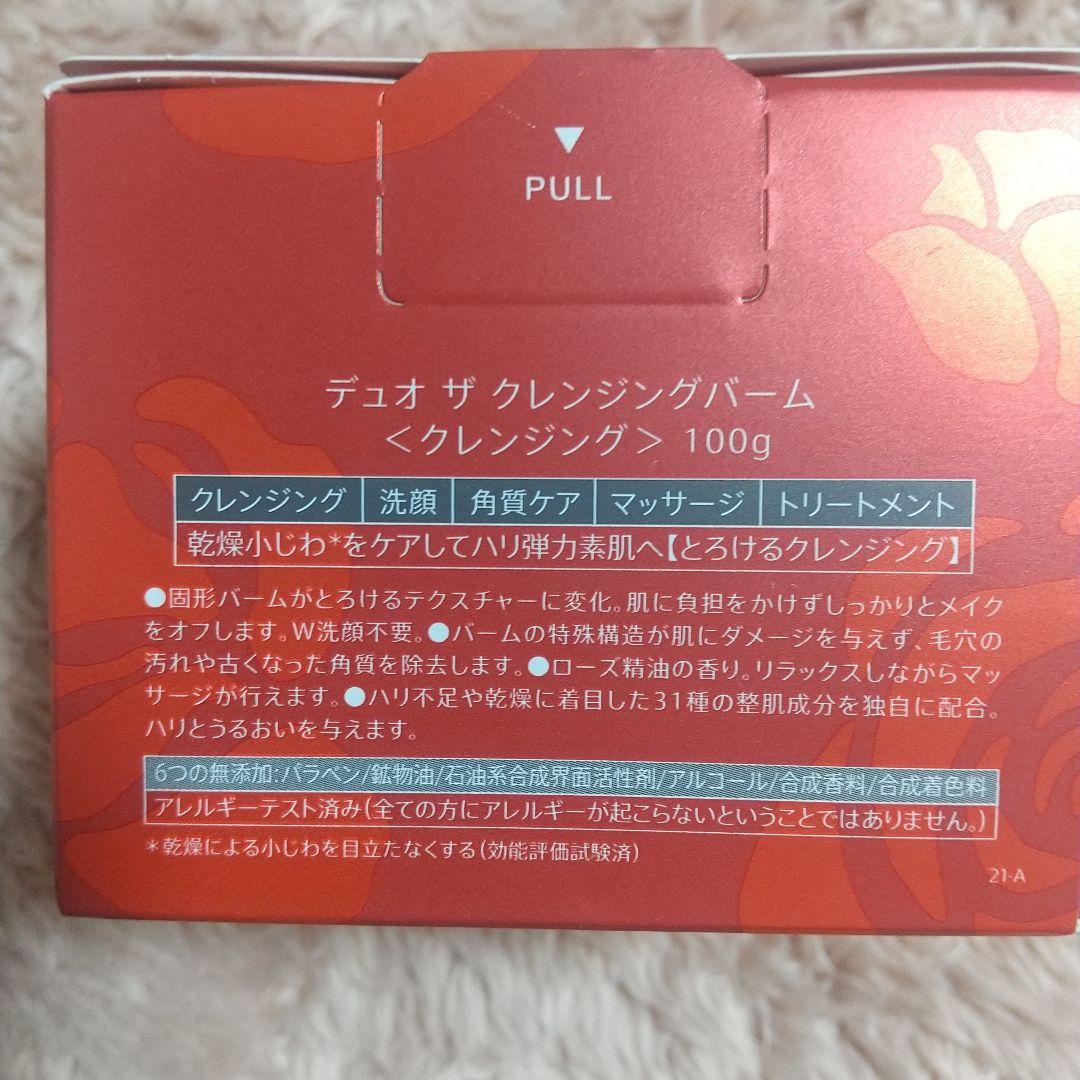 ▼
PULL
デュオ ザ クレンジングバーム
＜クレンジング＞ 100g
クレンジング 洗顔 角質ケア マッサージ トリートメント
乾燥小じわ*をケアしてハリ弾力素肌へ【とろけるクレンジング】
●固形バームがとろけるテクスチャーに変化。肌に負担をかけずしっかりとメイク
をオフします。W洗顔不要。●バームの特殊構造が肌にダメージを与えず、毛穴の
汚れや古くなった角質を除去します。●ローズ精油の香り。リラックスしながらマッ
サージが行えます。●ハリ不足や乾燥に着目した31種の整肌成分を独自に配合。
ハリとうるおいを与えます。
6つの無添加:パラベン/鉱物油/石油系合成界面活性剤/アルコール/合成香料/合成着色料
アレルギーテスト済み(全ての方にアレルギーが起こらないということではありません。)
*乾燥による小じわを目立たなくする(効能評価試験済)
21-A